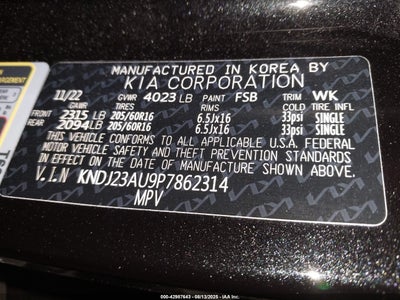 MANUFACTURED IN KOREA BY
KIA CORPORATION
11/22 GVWR 4023 LB PAINT FSB TRIM WK
GAWR TIRES RIMS COLD TIRE INFL
FRONT 2315 LB 205/60R16 6.5Jx16 33psi SINGLE
REAR 2094 LB 205/60R16 6.5Jx16 33psi SINGLE
THIS VEHICLE CONFORMS TO ALL APPLICABLE U.S.A. FEDERAL
MOTOR VEHICLE SAFETY AND THEFT PREVENTION STANDARDS
IN EFFECT ON THE DATE OF MANUFACTURE SHOWN ABOVE.
V.I.N KNDJ23AU9P7862314
MPV
000-42987643 - 08/13/2025 - IAA